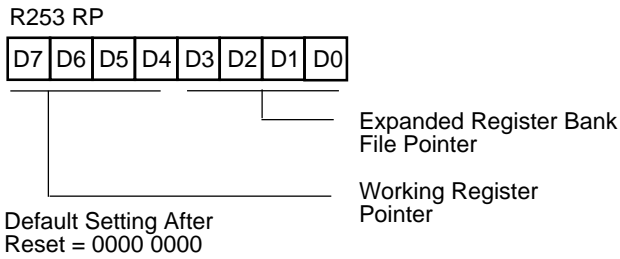 R253 RP
D7 D6 D5 D4 D3 D2 D1 D0
Expanded Register Bank
File Pointer
Working Register
Pointer
Default Setting After
Reset = 0000 0000